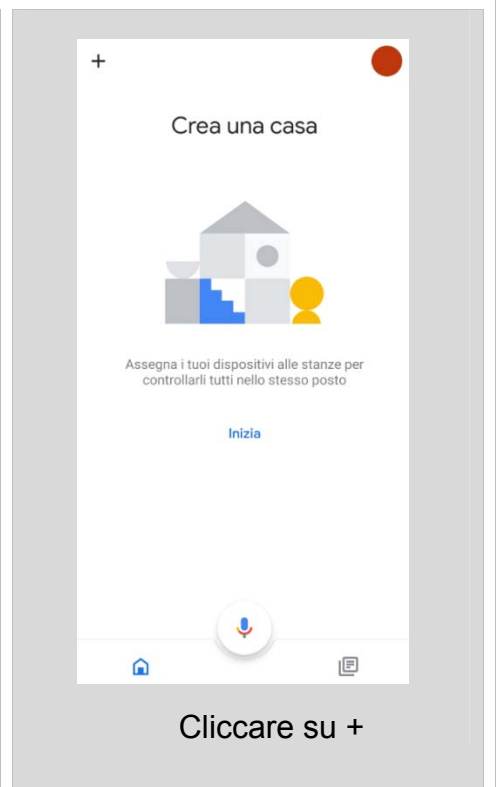 +
Crea una casa
Assegna i tuoi dispositivi alle stanze per
controllarli tutti nello stesso posto
Inizia
Cliccare su +